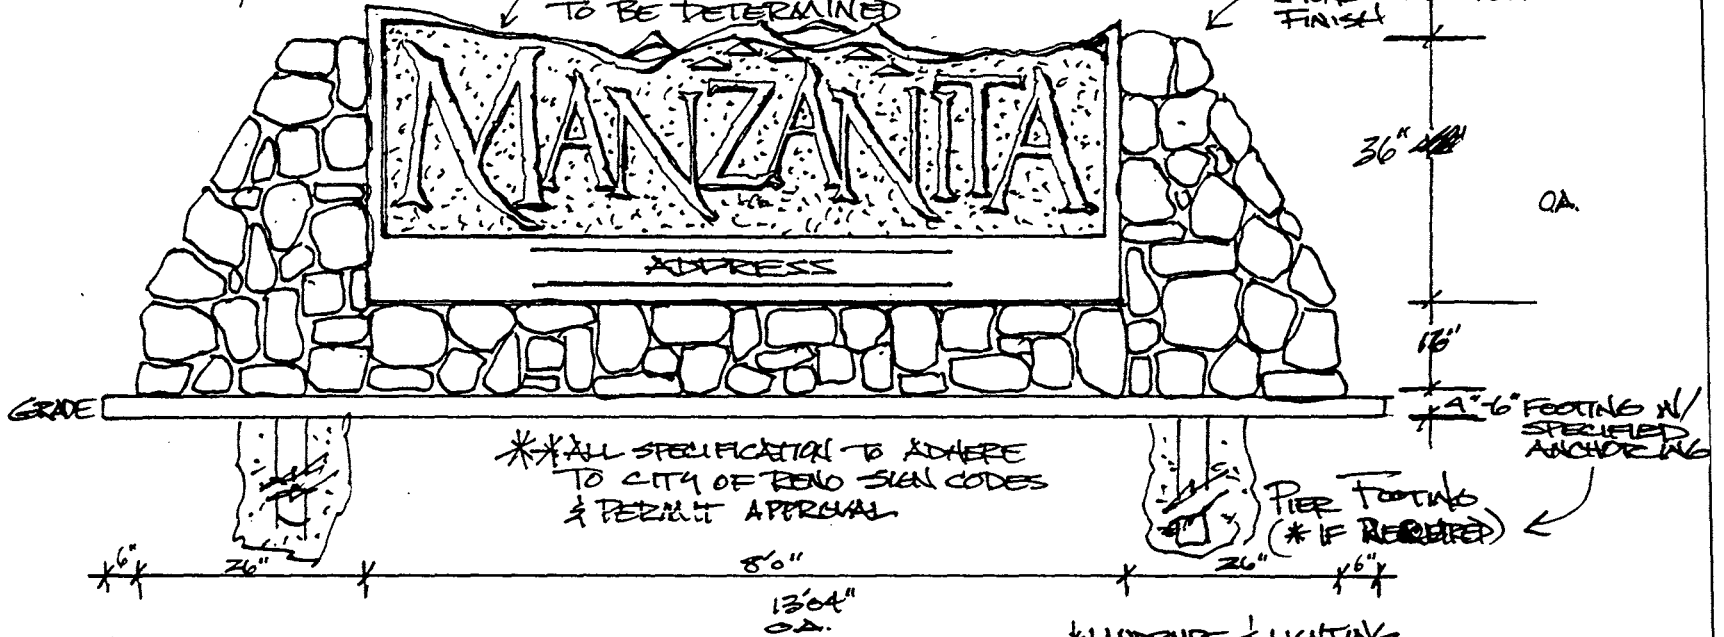 TO BE DETERMINED
FINISH
MANZANITA
36"
O.A.
ADDRESS
GRADE
4"-6" FOOTING W/
SPECIFIED
ANCHORING
**ALL SPECIFICATION TO ADHERE
TO CITY OF RENO SIGN CODES
& PERMIT APPROVAL
PIER FOOTING
(* IF REQUIRED)
6" 26" 8'0" 26" 6"
13'04"
O.A.
& LIGHTING